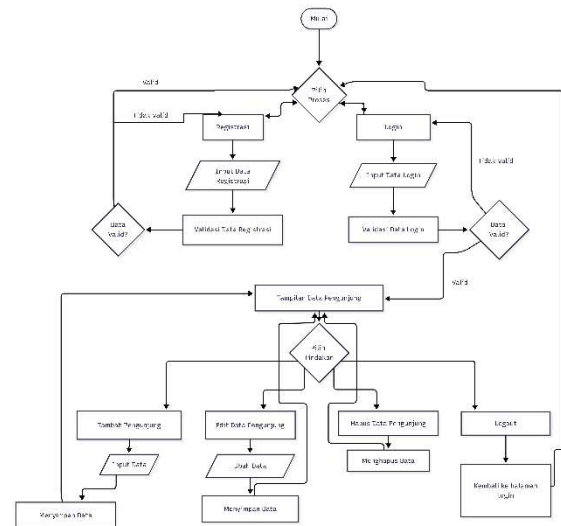 Mulai
Pilih
Proses
Valid
Tidak valid
Registrasi
Login
Input Data
Registrasi
Input Data Login
Tidak valid
Data
Valid?
Validasi Data Registrasi
Validasi Data Login
Data
Valid?
Valid
Tampilan Data Pengunjung
Pilih
Tindakan
Tambah Pengunjung
Edit Data Pengunjung
Hapus Data Pengunjung
Logout
Input Data
Ubah Data
Menghapus Data
Kembali ke halaman
login
Menyimpan Data
Menyimpan Data